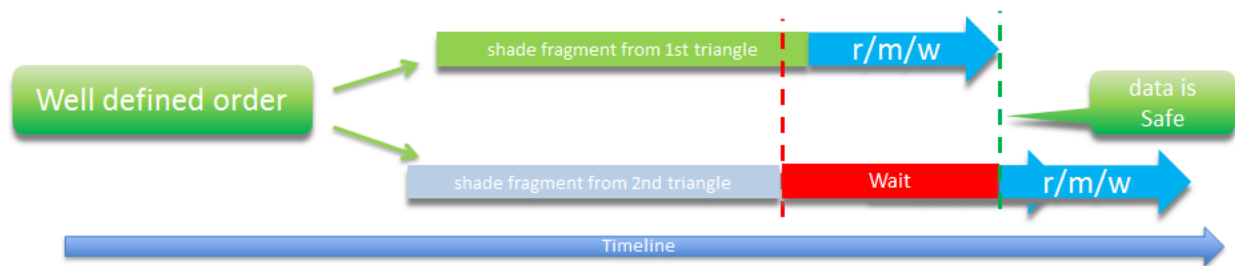 shade fragment from 1st triangle
r/m/w
Well defined order
data is
Safe
shade fragment from 2nd triangle
Wait
r/m/w
Timeline